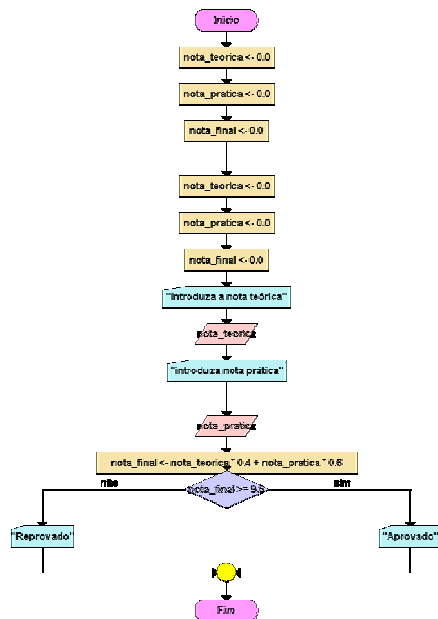 Inicio
nota_teorica <- 0.0
nota_pratica <- 0.0
nota_final <- 0.0
nota_teorica <- 0.0
nota_pratica <- 0.0
nota_final <- 0.0
"introduza a nota teórica"
nota_teorica
"introduza nota prática"
nota_pratica
nota_final <- nota_teorica * 0.4 + nota_pratica * 0.6
não
sim
nota_final >= 9.5
"Reprovado"
"Aprovado"
Fim